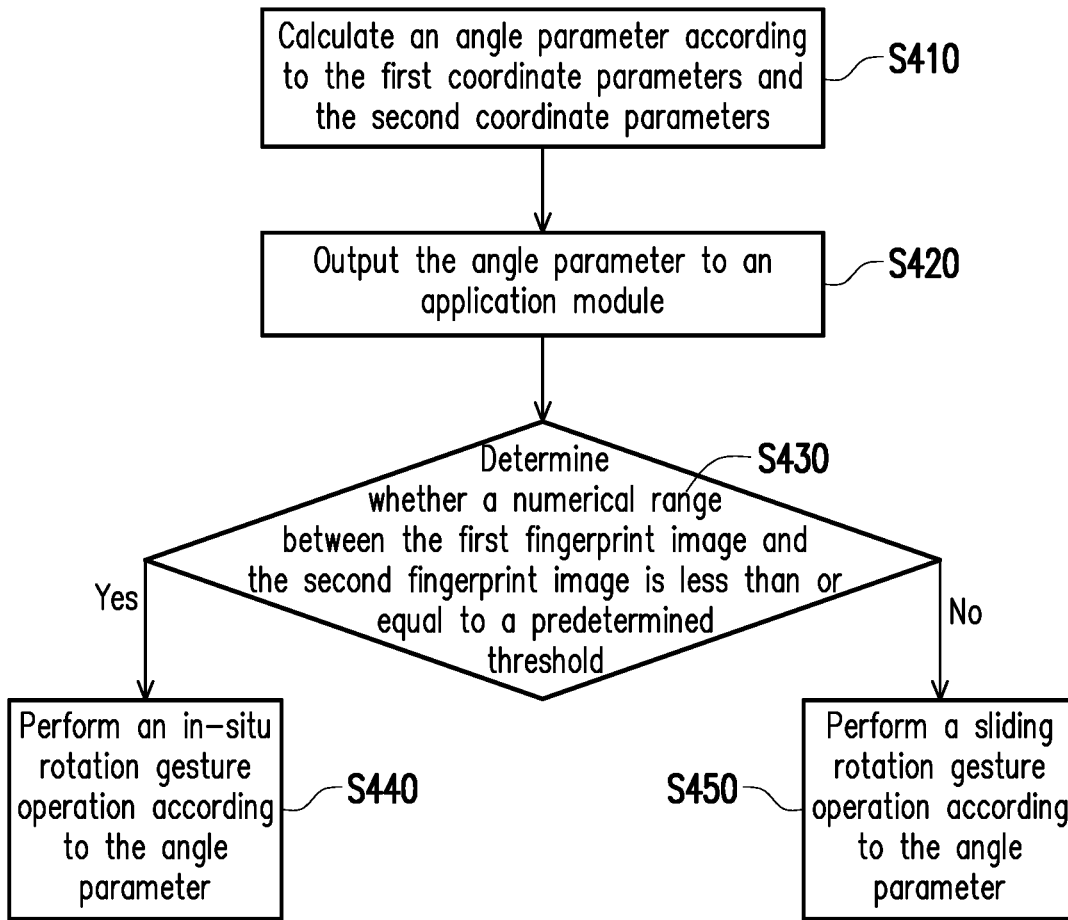 Calculate an angle parameter according
to the first coordinate parameters and
the second coordinate parameters
S410
Output the angle parameter to an
application module
S420
Determine
whether a numerical range
between the first fingerprint image and
the second fingerprint image is less than or
equal to a predetermined
threshold
S430
Yes
No
Perform an in-situ
rotation gesture
operation according
to the angle
parameter
S440
Perform a sliding
rotation gesture
operation according
to the angle
parameter
S450